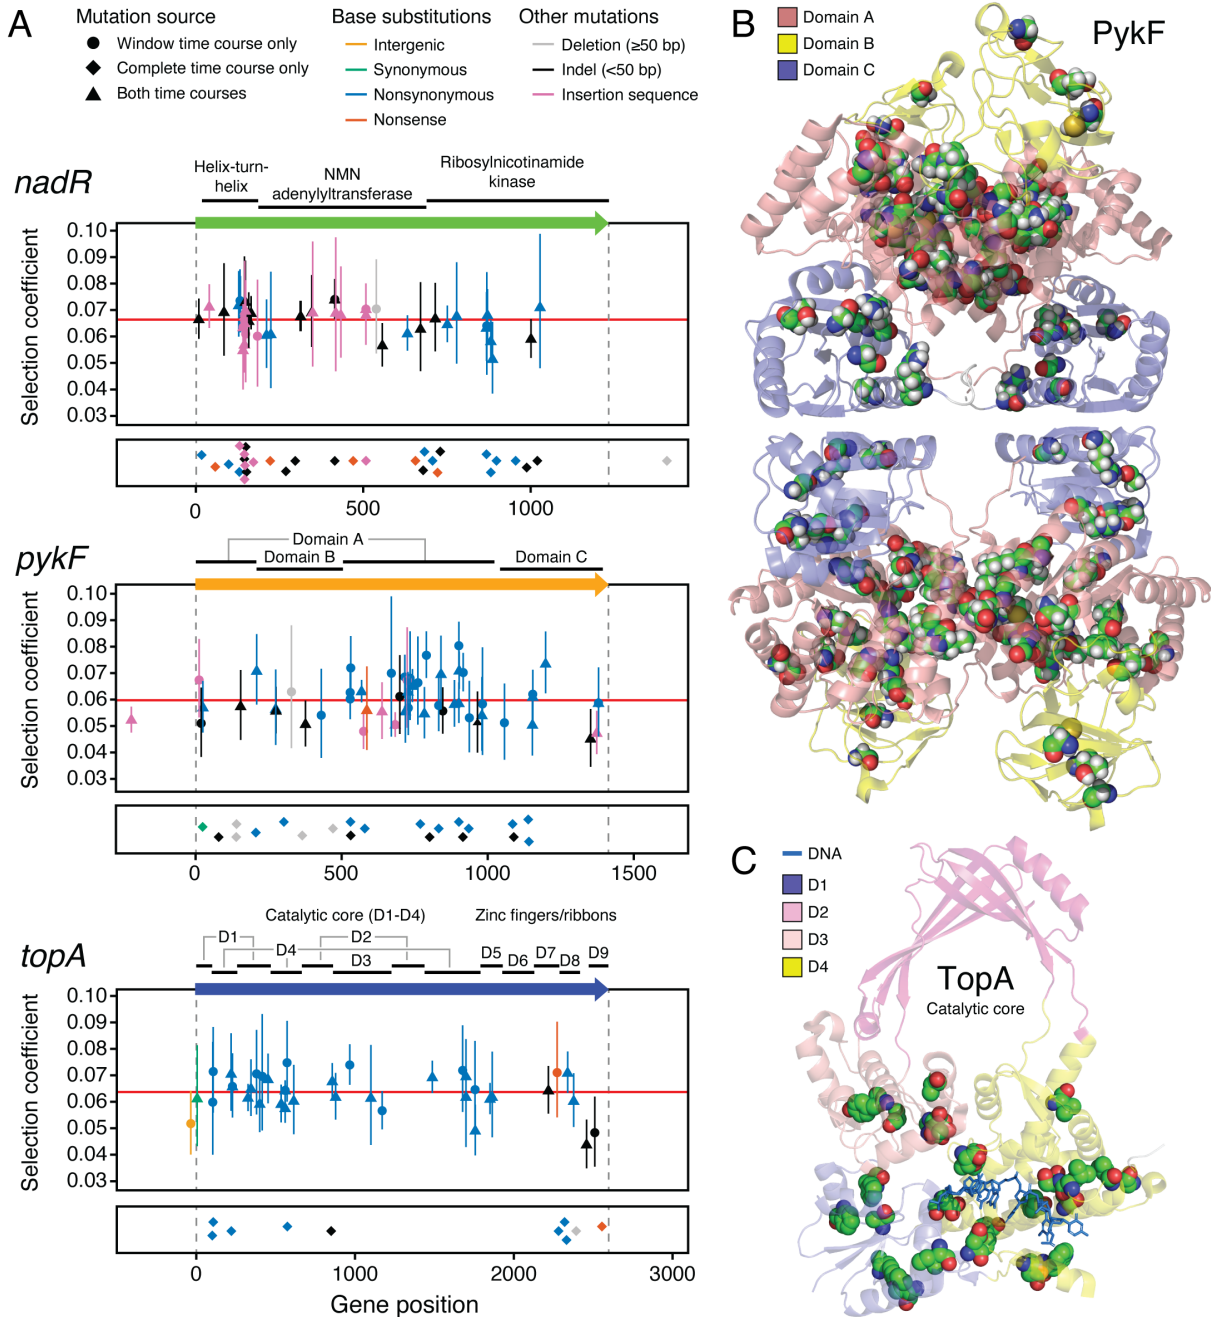 A
Mutation source
Window time course only
Complete time course only
Both time courses
Base substitutions
Intergenic
Synonymous
Nonsynonymous
Nonsense
Other mutations
Deletion (≥50 bp)
Indel (<50 bp)
Insertion sequence
nadR
Helix-turn-
helix
NMN
adenylyltransferase
Ribosylnicotinamide
kinase
Selection coefficient
0.10
0.09
0.08
0.07
0.06
0.05
0.04
0.03
0 500 1000
pykF
Domain A
Domain B
Domain C
Selection coefficient
0.10
0.09
0.08
0.07
0.06
0.05
0.04
0.03
0 500 1000 1500
topA
Catalytic core (D1-D4)
Zinc fingers/ribbons
D1 D2
D4 D3
D5 D6 D7 D8 D9
Selection coefficient
0.10
0.09
0.08
0.07
0.06
0.05
0.04
0.03
0 1000 2000 3000
Gene position
B
Domain A
Domain B
Domain C
PykF
C
DNA
D1
D2
D3
D4
TopA
Catalytic core